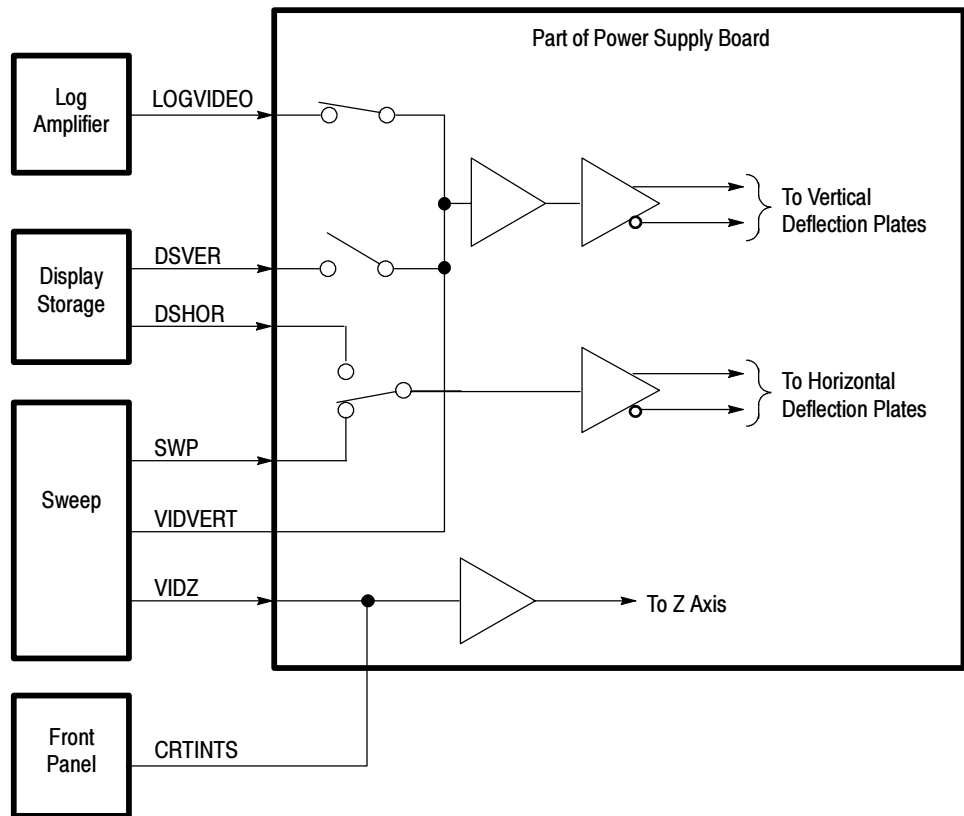 Part of Power Supply Board
Log
Amplifier
LOGVIDEO
To Vertical
Deflection Plates
Display
Storage
DSVER
DSHOR
To Horizontal
Deflection Plates
Sweep
SWP
VIDVERT
VIDZ
To Z Axis
Front
Panel
CRTINTS